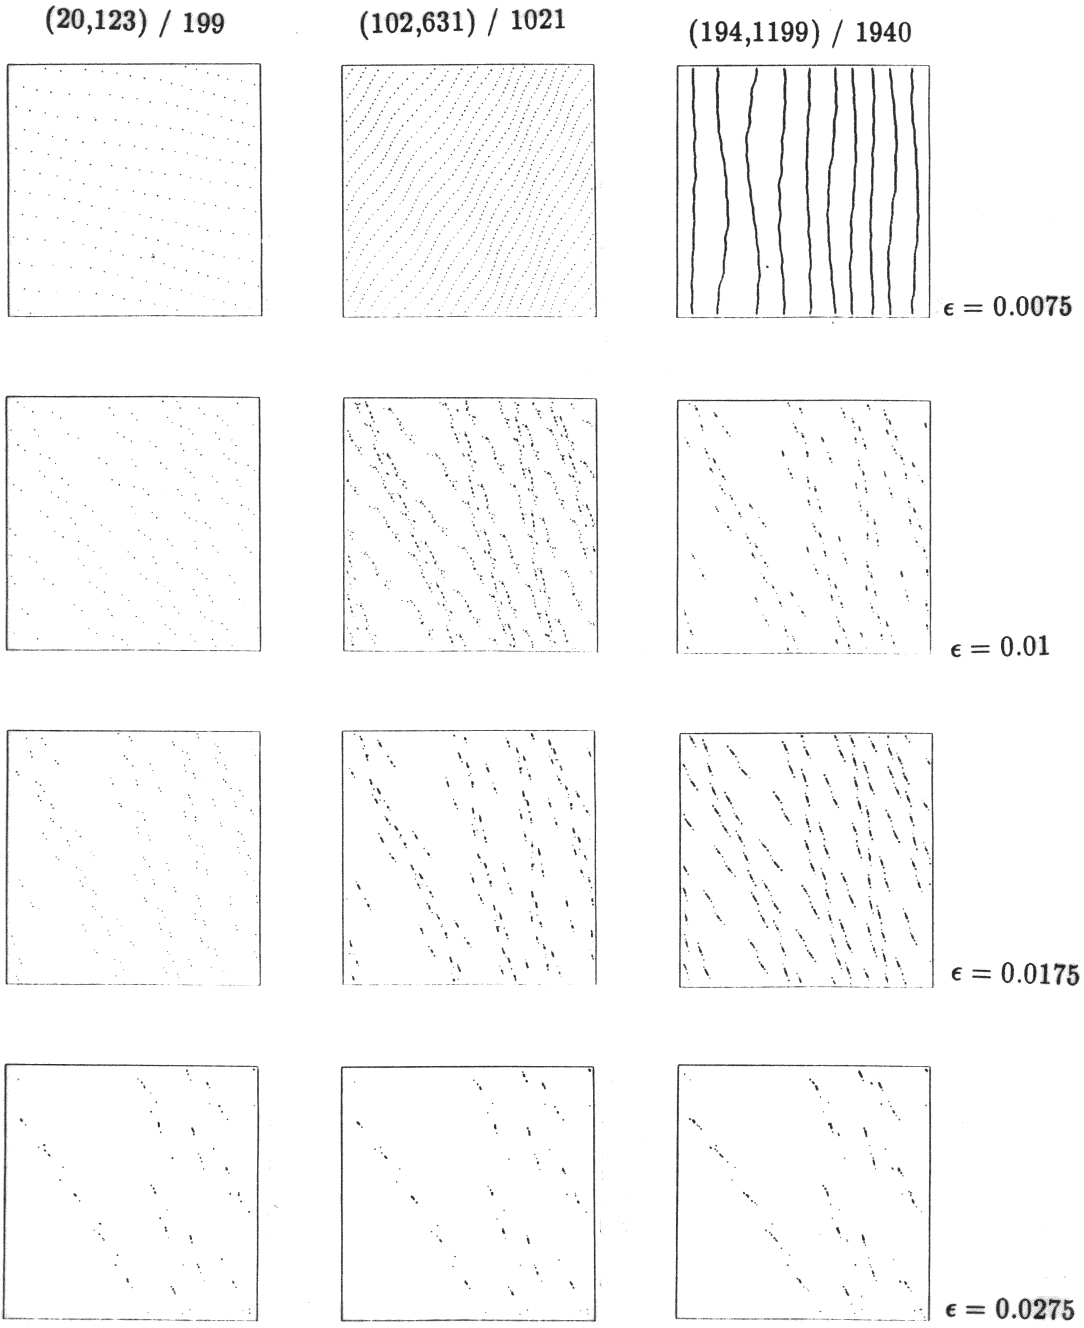 (20,123) / 199
(102,631) / 1021
(194,1199) / 1940
ϵ = 0.0075
ϵ = 0.01
ϵ = 0.0175
ϵ = 0.0275